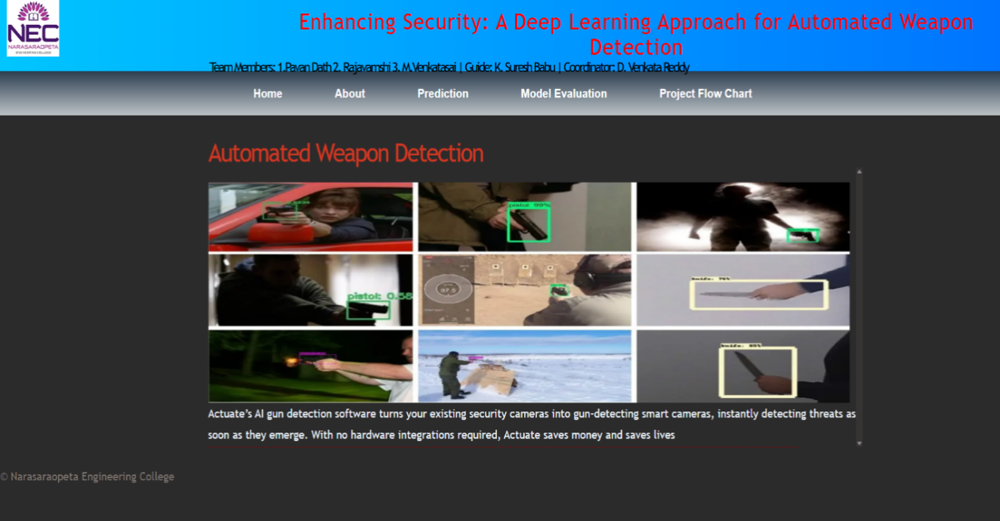 NEC
NARASARAOPETA
ENGINEERING COLLEGE
Enhancing Security: A Deep Learning Approach for Automated Weapon
Detection
Team Members: 1.Pavan Dath 2. Rajavamshi 3. M.Venkatasai | Guide: K. Suresh Babu | Coordinator: D. Venkata Reddy
Home About Prediction Model Evaluation Project Flow Chart
Automated Weapon Detection
pistol: 99%
pistol: 0.58
97.5
knife: 76%
Actuate's AI gun detection software turns your existing security cameras into gun-detecting smart cameras, instantly detecting threats as
soon as they emerge. With no hardware integrations required, Actuate saves money and saves lives
© Narasaraopeta Engineering College